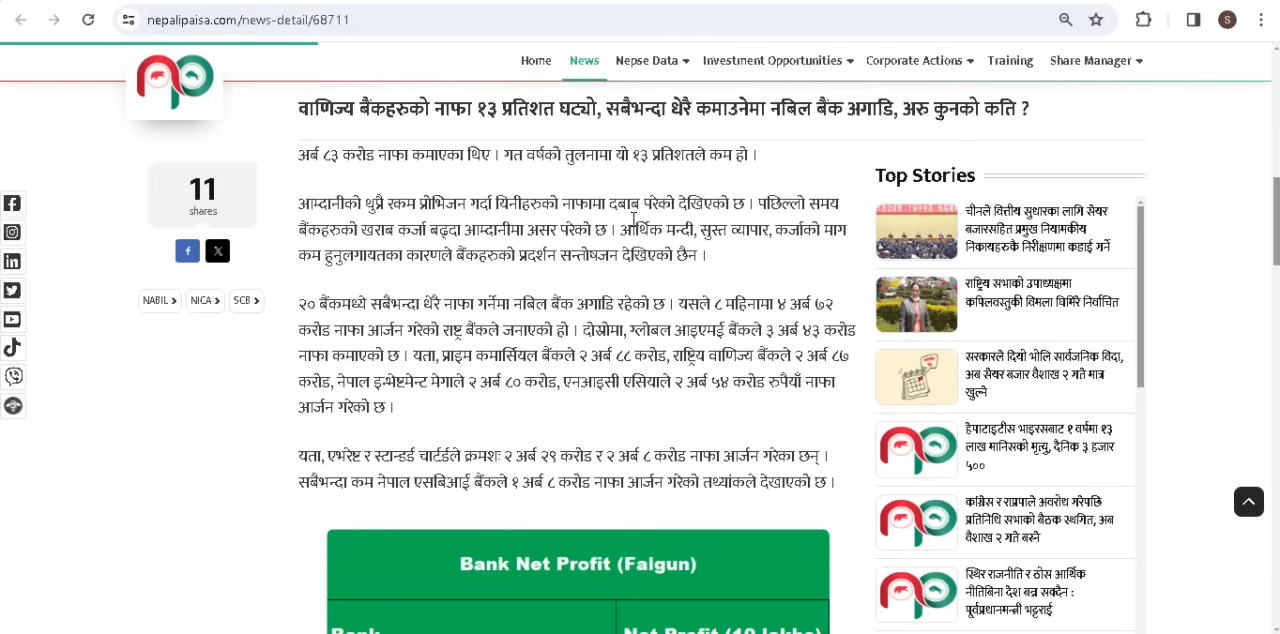 nepalipaisa.com/news-detail/68711
S
Home News Nepse Data Investment Opportunities Corporate Actions Training Share Manager
वाणिज्य बैंकहरुको नाफा १३ प्रतिशत घट्यो, सबैभन्दा धेरै कमाउनेमा नबिल बैंक अगाडि, अरु कुनको कति ?
11
shares
NABIL NICA SCB
अर्ब ८३ करोड नाफा कमाएका थिए । गत वर्षको तुलनामा यो १३ प्रतिशतले कम हो ।
आम्दानीको थुप्रै रकम प्रोभिजन गर्दा यिनीहरुको नाफामा दबाब परेको देखिएको छ । पछिल्लो समय
बैंकहरुको खराब कर्जा बढ्दा आम्दानीमा असर परेको छ । आर्थिक मन्दी, सुस्त व्यापार, कर्जाको माग
कम हुनुलगायतका कारणले बैंकहरुको प्रदर्शन सन्तोषजन देखिएको छैन ।
२० बैंकमध्ये सबैभन्दा धेरै नाफा गर्नेमा नबिल बैंक अगाडि रहेको छ । यसले ८ महिनामा ४ अर्ब ७२
करोड नाफा आर्जन गरेको राष्ट्र बैंकले जनाएको हो । दोस्रोमा, ग्लोबल आइएमई बैंकले ३ अर्ब ४३ करोड
नाफा कमाएको छ । यता, प्राइम कमार्सियल बैंकले २ अर्ब ८८ करोड, राष्ट्रिय वाणिज्य बैंकले २ अर्ब ८७
करोड, नेपाल इन्भेष्टमेन्ट मेगाले २ अर्ब ८० करोड, एनआइसी एसियाले २ अर्ब ५४ करोड रुपैयाँ नाफा
आर्जन गरेको छ ।
यता, एभरेष्ट र स्टान्डर्ड चार्टर्डले क्रमशः २ अर्ब २९ करोड र २ अर्ब ८ करोड नाफा आर्जन गरेका छन् ।
सबैभन्दा कम नेपाल एसबिआई बैंकले १ अर्ब ८ करोड नाफा आर्जन गरेको तथ्यांकले देखाएको छ ।
Bank Net Profit (Falgun)
Bank Net Profit (10 lakhs)
Top Stories
चीनले वित्तीय सुधारका लागि सेयर
बजारसहित प्रमुख नियामकीय
निकायहरुकै निरीक्षणमा कडाई गर्ने
राष्ट्रिय सभाको उपाध्यक्षमा
कपिलवस्तुकी विमला घिमिरे निर्वाचित
सरकारले दियो भोलि सार्वजनिक विदा,
अब सेयर बजार वैशाख २ गते मात्र
खुल्ने
हेपाटाइटीस भाइरसबाट १ वर्षमा १३
लाख मानिसको मृत्यु, दैनिक ३ हजार
५००
कांग्रेस र राप्रपाले अवरोध गरेपछि
प्रतिनिधि सभाको बैठक स्थगित, अब
वैशाख २ गते बस्ने
स्थिर राजनीति र ठोस आर्थिक
नीतिबिना देश बन्न सक्दैन :
पूर्वप्रधानमन्त्री भट्टराई